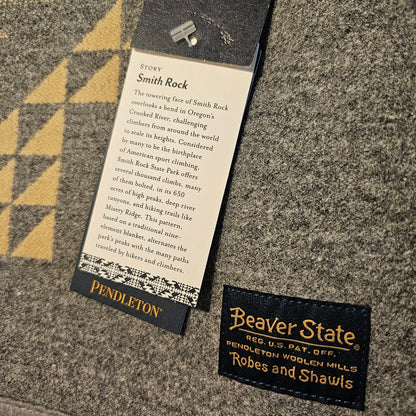 STORY
Smith Rock
The towering face of Smith Rock
overlooks a bend in Oregon's
Crooked River, challenging
climbers from around the world
to scale its heights. Considered
by many to be the birthplace
of American sport climbing,
Smith Rock State Park offers
several thousand climbs, many
of them bolted, in its 650
acres of high peaks, deep river
canyons, and hiking trails like
Misery Ridge. This pattern,
based on a traditional nine-
element blanket, alternates the
park's peaks with the many paths
traveled by hikers and climbers.
PENDLETON®
Beaver State®
REG. U.S. PAT. OFF.
PENDLETON WOOLEN MILLS
Robes and Shawls